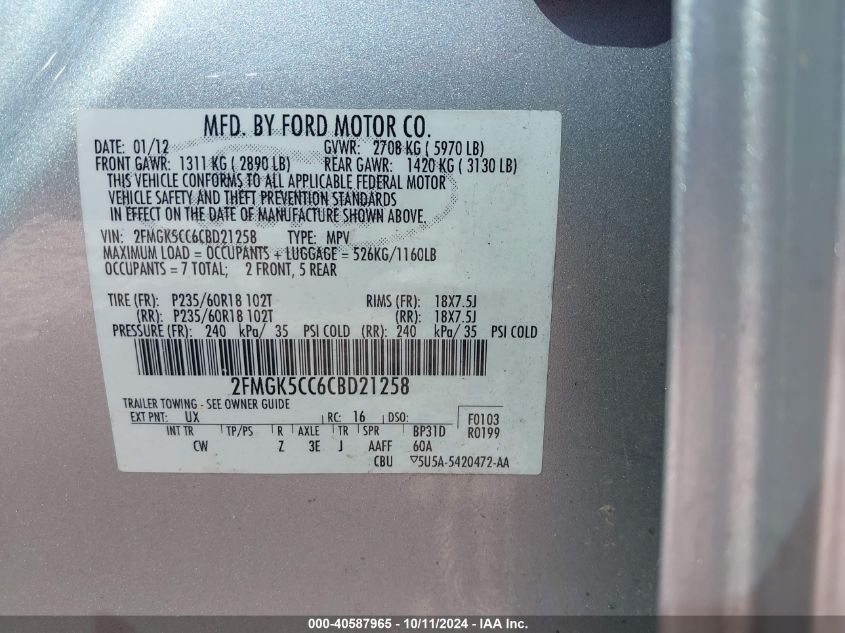 MFD. BY FORD MOTOR CO.
DATE: 01/12 GVWR: 2708 KG ( 5970 LB)
FRONT GAWR: 1311 KG ( 2890 LB) REAR GAWR: 1420 KG ( 3130 LB)
THIS VEHICLE CONFORMS TO ALL APPLICABLE FEDERAL MOTOR
VEHICLE SAFETY AND THEFT PREVENTION STANDARDS
IN EFFECT ON THE DATE OF MANUFACTURE SHOWN ABOVE.
VIN: 2FMGK5CC6CBD21258 TYPE: MPV
MAXIMUM LOAD = OCCUPANTS + LUGGAGE = 526KG/1160LB
OCCUPANTS = 7 TOTAL; 2 FRONT, 5 REAR
TIRE (FR): P235/60R18 102T RIMS (FR): 18X7.5J
(RR): P235/60R18 102T (RR): 18X7.5J
PRESSURE (FR): 240 kPa/ 35 PSI COLD (RR): 240 kPa/ 35 PSI COLD
2FMGK5CC6CBD21258
TRAILER TOWING - SEE OWNER GUIDE
EXT PNT: UX RC: 16 DSO: F0103
INT TR TP/PS R AXLE TR SPR BP31D R0199
CW Z 3E J AAFF 60A
CBU 5U5A-5420472-AA
000-40587965 - 10/11/2024 - IAA Inc.